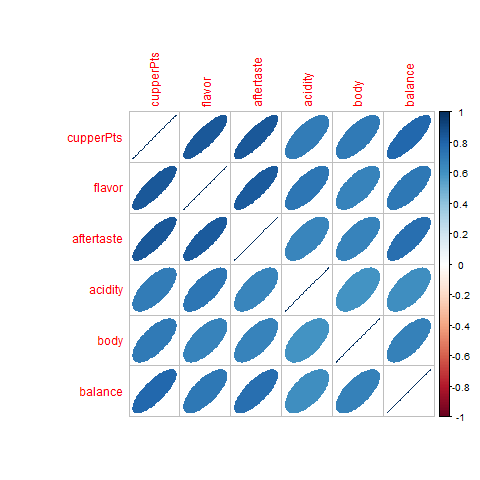 cupperPts
flavor
aftertaste
acidity
body
balance
cupperPts
flavor
aftertaste
acidity
body
balance
1
0.8
0.6
0.4
0.2
0
-0.2
-0.4
-0.6
-0.8
-1